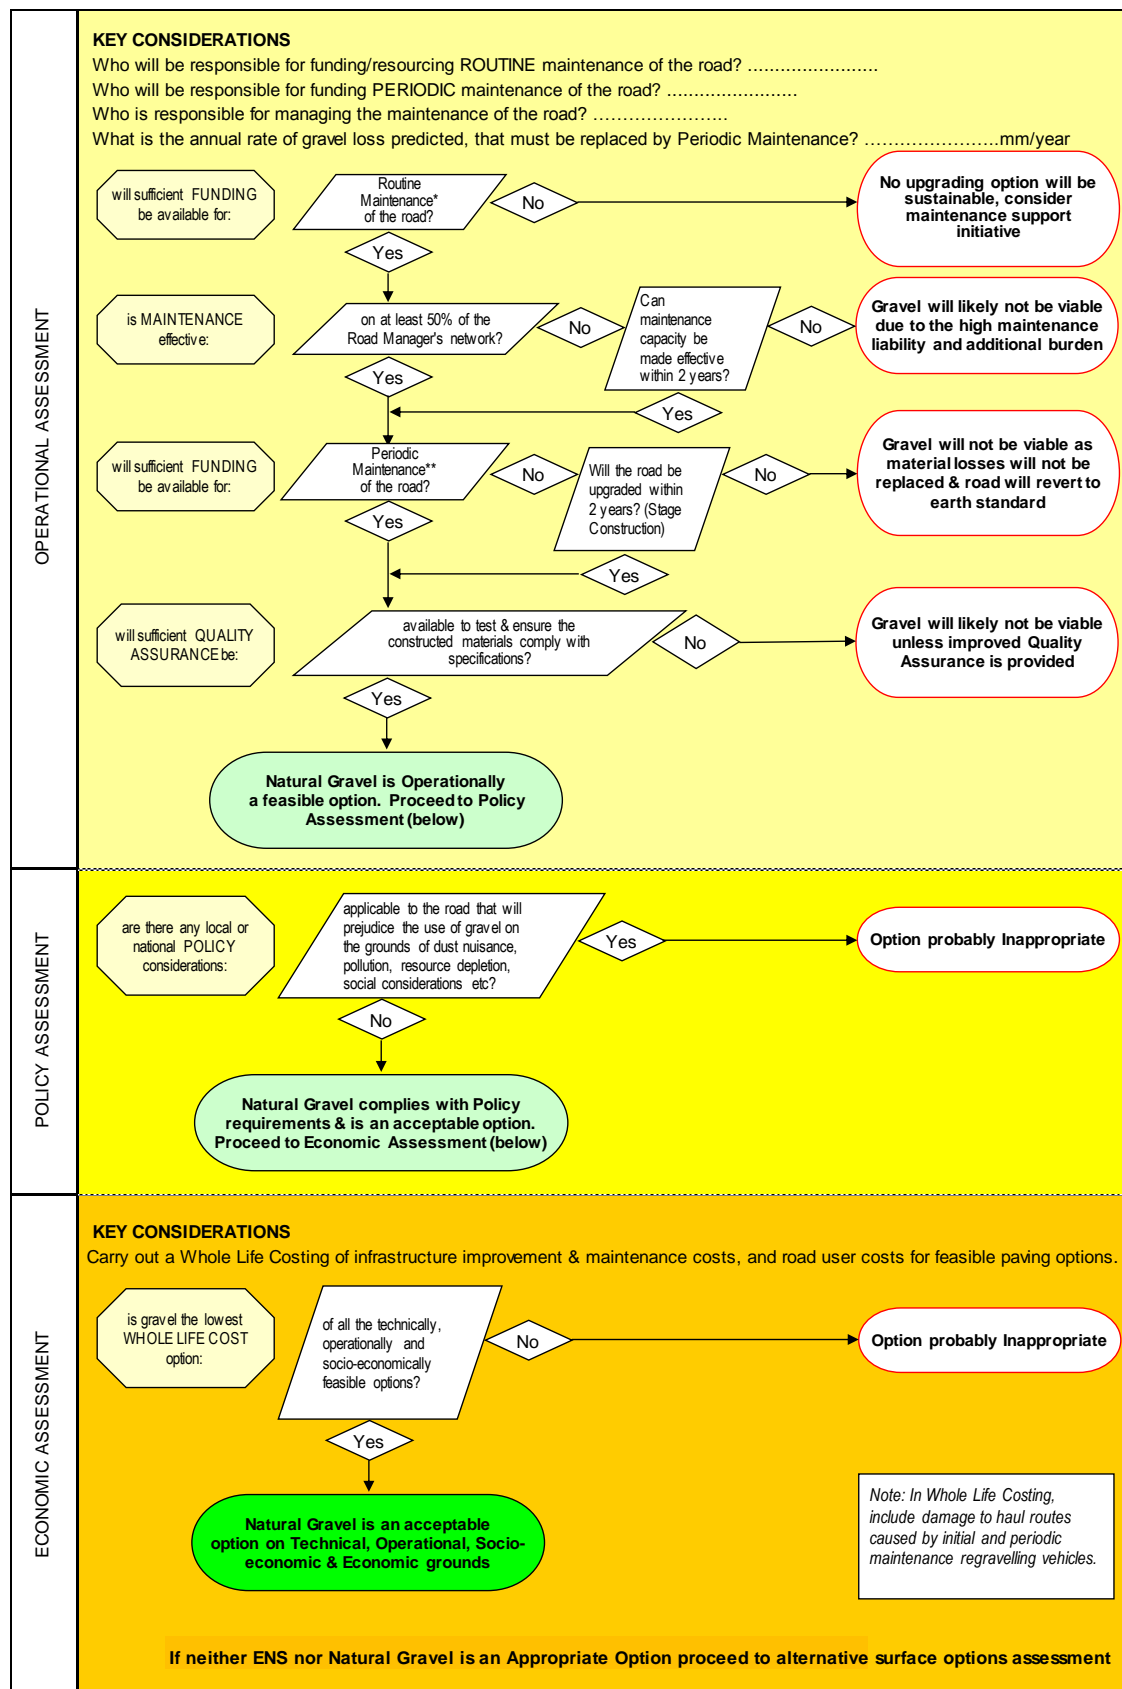 OPERATIONAL ASSESSMENT
KEY CONSIDERATIONS
Who will be responsible for funding/resourcing ROUTINE maintenance of the road? ........................
Who will be responsible for funding PERIODIC maintenance of the road? ........................
Who is responsible for managing the maintenance of the road? ........................
What is the annual rate of gravel loss predicted, that must be replaced by Periodic Maintenance? ........................mm/year
will sufficient FUNDING
be available for:
Routine
Maintenance*
of the road?
No
No upgrading option will be
sustainable, consider
maintenance support
initiative
Yes
is MAINTENANCE
effective:
on at least 50% of the
Road Manager's network?
No
Can
maintenance
capacity be
made effective
within 2 years?
No
Gravel will likely not be viable
due to the high maintenance
liability and additional burden
Yes
Yes
will sufficient FUNDING
be available for:
Periodic
Maintenance**
of the road?
No
Will the road be
upgraded within
2 years? (Stage
Construction)
No
Gravel will not be viable as
material losses will not be
replaced & road will revert to
earth standard
Yes
Yes
will sufficient QUALITY
ASSURANCE be:
available to test & ensure the
constructed materials comply with
specifications?
No
Gravel will likely not be viable
unless improved Quality
Assurance is provided
Yes
Natural Gravel is Operationally
a feasible option. Proceed to Policy
Assessment (below)
POLICY ASSESSMENT
are there any local or
national POLICY
considerations:
applicable to the road that will
prejudice the use of gravel on
the grounds of dust nuisance,
pollution, resource depletion,
social considerations etc?
Yes
Option probably Inappropriate
No
Natural Gravel complies with Policy
requirements & is an acceptable option.
Proceed to Economic Assessment (below)
ECONOMIC ASSESSMENT
KEY CONSIDERATIONS
Carry out a Whole Life Costing of infrastructure improvement & maintenance costs, and road user costs for feasible paving options.
is gravel the lowest
WHOLE LIFE COST
option:
of all the technically,
operationally and
socio-economically
feasible options?
No
Option probably Inappropriate
Yes
Natural Gravel is an acceptable
option on Technical, Operational, Socio-
economic & Economic grounds
Note: In Whole Life Costing,
include damage to haul routes
caused by initial and periodic
maintenance regravelling vehicles.
If neither ENS nor Natural Gravel is an Appropriate Option proceed to alternative surface options assessment